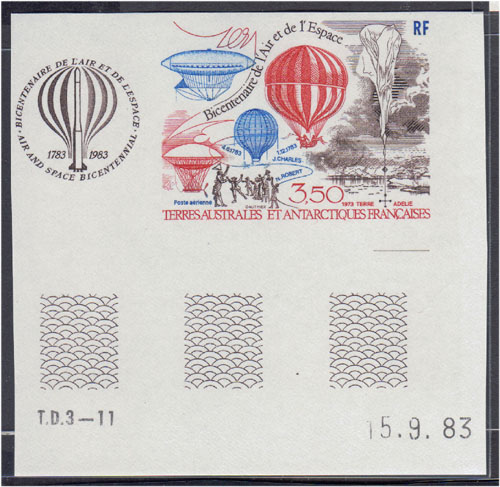 BICENTENAIRE DE L'AIR ET DE L'ESPACE
1783 1983
AIR AND SPACE BICENTENNIAL
Bicentenaire de l'Air et de l'Espace
RF
4.6.1783
1.12.1783
J. CHARLES
N. ROBERT
Poste aérienne
3,50
1973 TERRE ADELIE
TERRES AUSTRALES ET ANTARCTIQUES FRANÇAISES
T.D.3-11
15.9.83